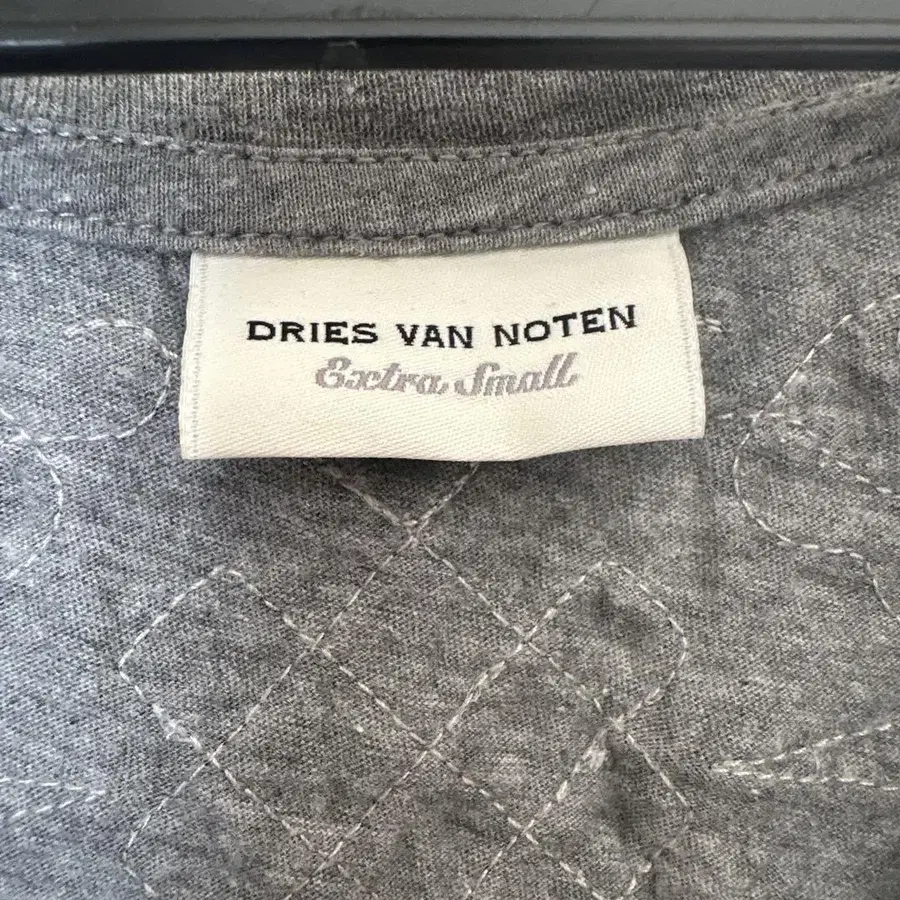 DRIES VAN NOTEN
Extra Small